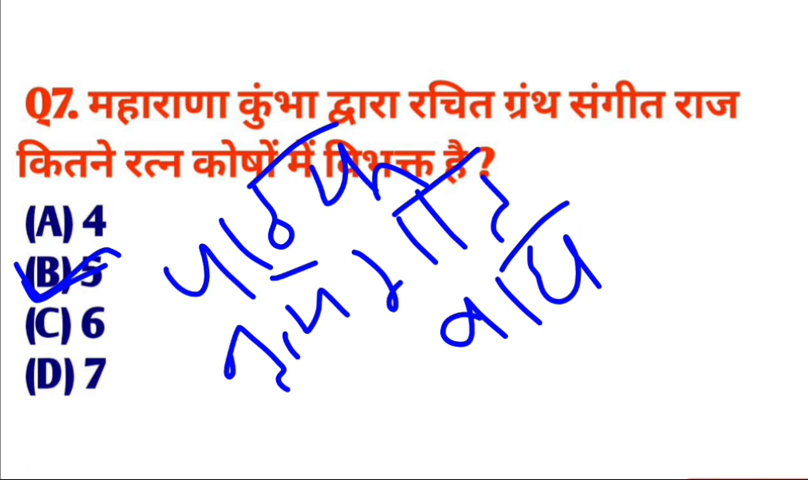 Q7. महाराणा कुंभा द्वारा रचित ग्रंथ संगीत राज
कितने रत्न कोषों में विभक्त है ?
(A) 4
(B) 5
(C) 6
(D) 7